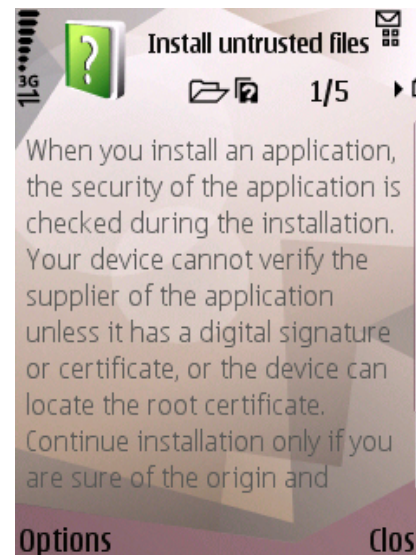 Install untrusted files
3G
1/5
When you install an application,
the security of the application is
checked during the installation.
Your device cannot verify the
supplier of the application
unless it has a digital signature
or certificate, or the device can
locate the root certificate.
Continue installation only if you
are sure of the origin and
Options
Clos